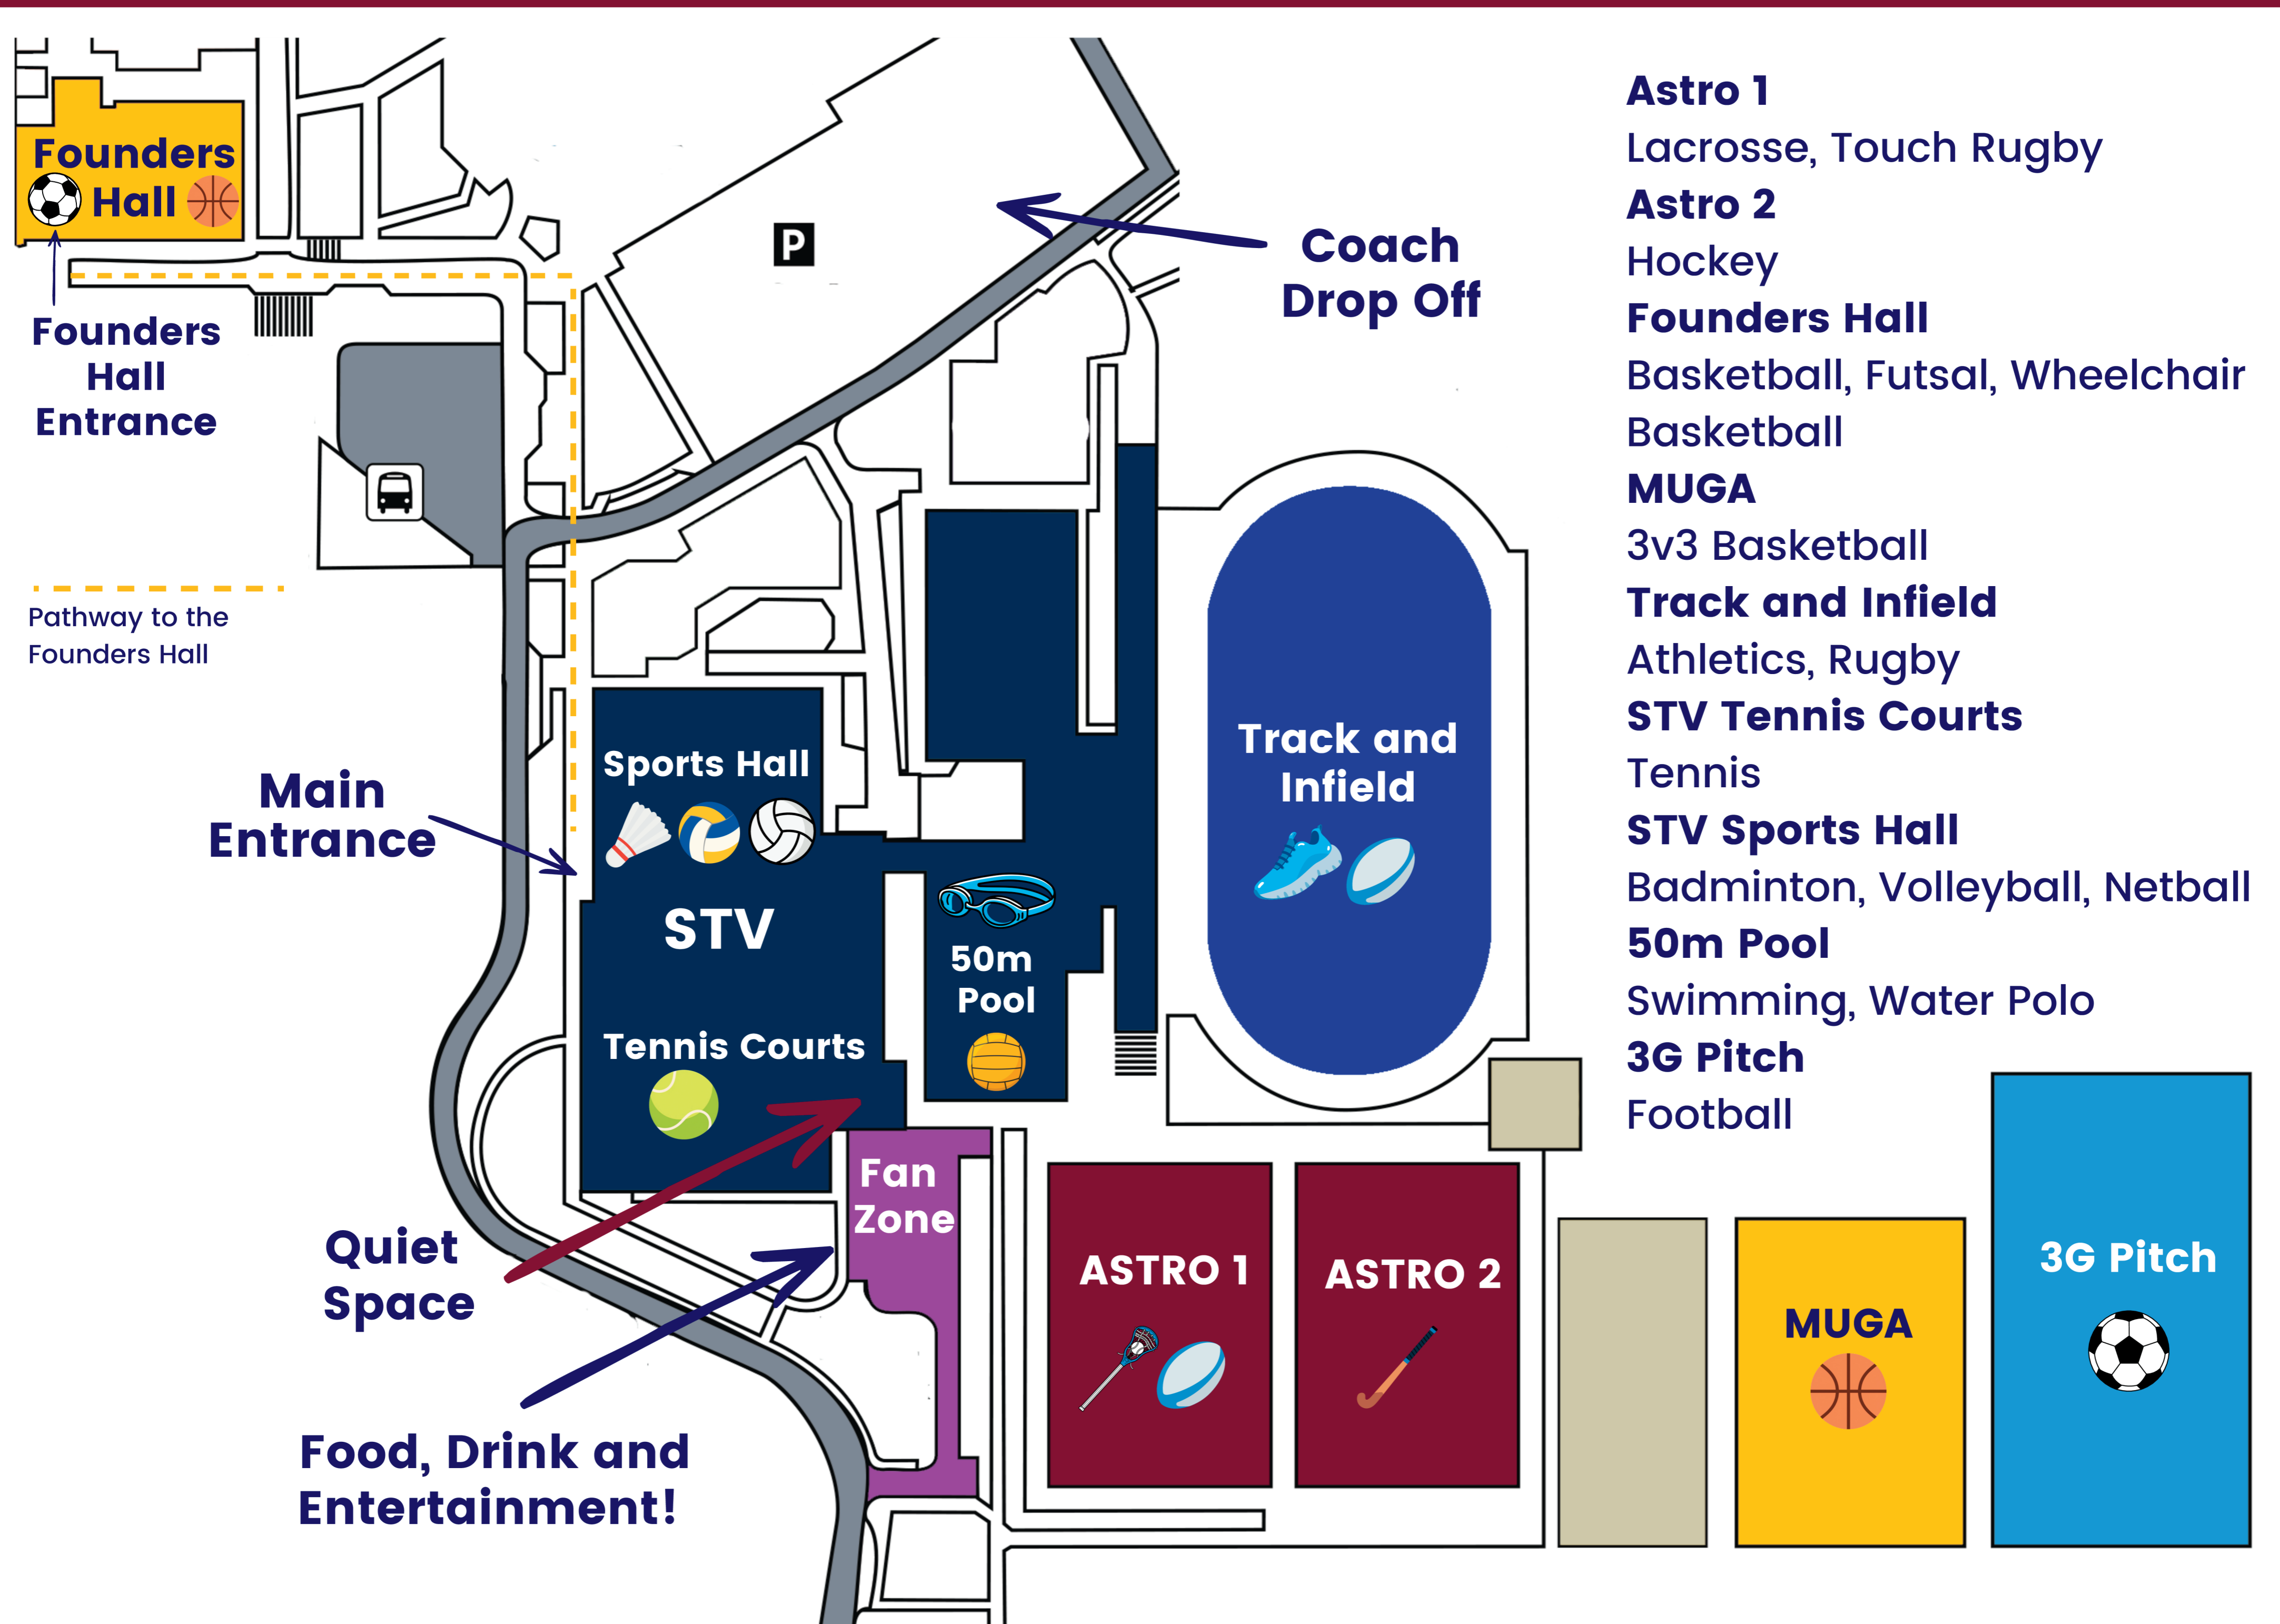 Founders
Hall
Founders
Hall
Entrance
P
Coach
Drop Off
Pathway to the
Founders Hall
Main
Entrance
Sports Hall
STV
Tennis Courts
50m
Pool
Track and
Infield
Quiet
Space
Fan
Zone
Food, Drink and
Entertainment!
ASTRO 1
ASTRO 2
MUGA
3G Pitch
Astro 1
Lacrosse, Touch Rugby
Astro 2
Hockey
Founders Hall
Basketball, Futsal, Wheelchair
Basketball
MUGA
3v3 Basketball
Track and Infield
Athletics, Rugby
STV Tennis Courts
Tennis
STV Sports Hall
Badminton, Volleyball, Netball
50m Pool
Swimming, Water Polo
3G Pitch
Football